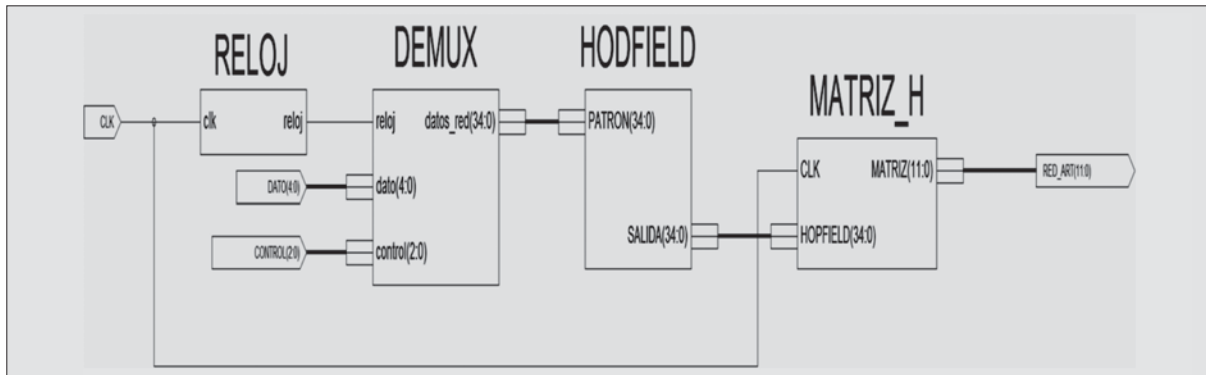 RELOJ
DEMUX
HODFIELD
MATRIZ_H
CLK
clk
reloj
reloj
datos_red(34:0)
DATO(4:0)
dato(4:0)
CONTROL(2:0)
control(2:0)
PATRON(34:0)
SALIDA(34:0)
CLK
MATRIZ(11:0)
HOPFIELD(34:0)
RED_ART(11:0)